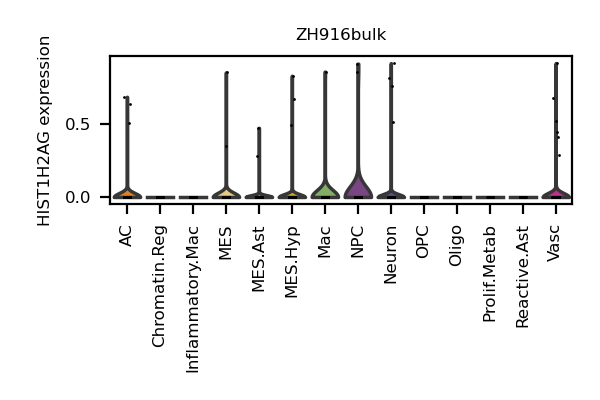 ZH916bulk
HIST1H2AG expression
0.5
0.0
AC
Chromatin.Reg
Inflammatory.Mac
MES
MES.Ast
MES.Hyp
Mac
NPC
Neuron
OPC
Oligo
Prolif.Metab
Reactive.Ast
Vasc